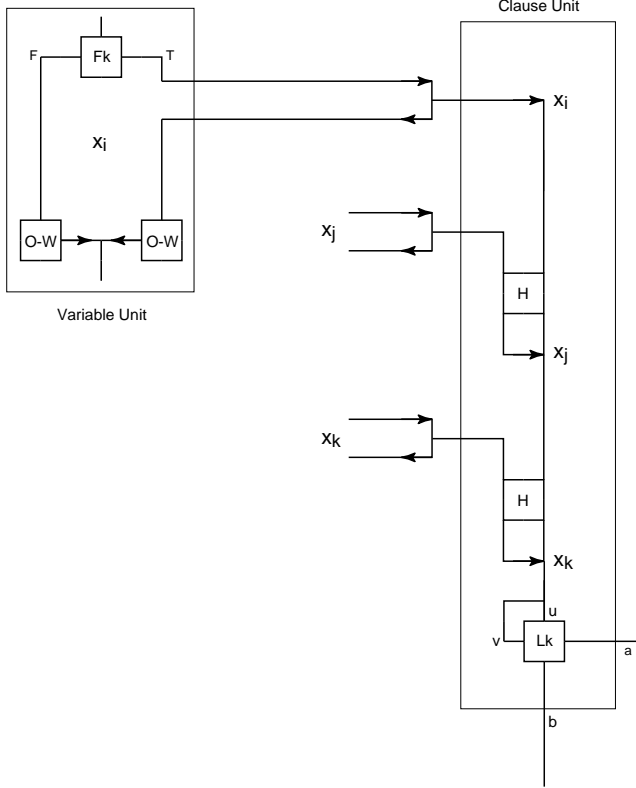 Clause Unit
F Fk T
xi
xi
O-W O-W
Variable Unit
xj
H
xj
xk
H
xk
u
v Lk
a
b